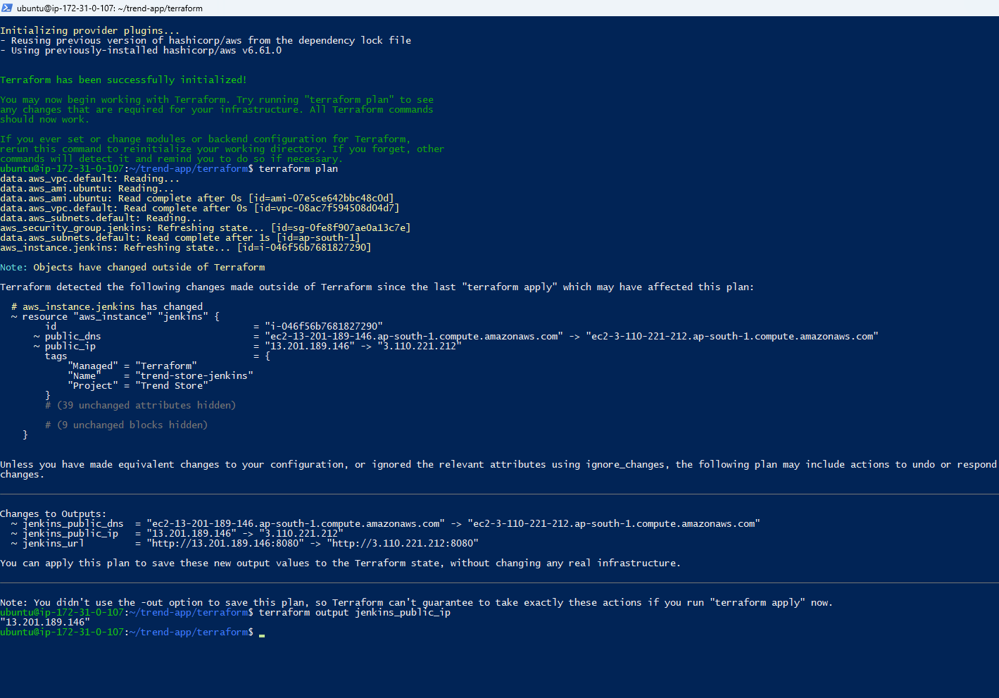 ubuntu@ip-172-31-0-107: ~/trend-app/terraform
Initializing provider plugins...
- Reusing previous version of hashicorp/aws from the dependency lock file
- Using previously-installed hashicorp/aws v6.61.0
Terraform has been successfully initialized!
You may now begin working with Terraform. Try running "terraform plan" to see
any changes that are required for your infrastructure. All Terraform commands
should now work.
If you ever set or change modules or backend configuration for Terraform,
rerun this command to reinitialize your working directory. If you forget, other
commands will detect it and remind you to do so if necessary.
ubuntu@ip-172-31-0-107:~/trend-app/terraform$ terraform plan
data.aws_vpc.default: Reading...
data.aws_ami.ubuntu: Reading...
data.aws_ami.ubuntu: Read complete after 0s [id=ami-07e5ce642bbc48c0d]
data.aws_vpc.default: Read complete after 0s [id=vpc-08ac7f594508d04d7]
data.aws_subnets.default: Reading...
aws_security_group.jenkins: Refreshing state... [id=sg-0fe8f907ae0a13c7e]
data.aws_subnets.default: Read complete after 1s [id=ap-south-1]
aws_instance.jenkins: Refreshing state... [id=i-046f56b7681827290]
Note: Objects have changed outside of Terraform
Terraform detected the following changes made outside of Terraform since the last "terraform apply" which may have affected this plan:
# aws_instance.jenkins has changed
~ resource "aws_instance" "jenkins" {
id = "i-046f56b7681827290"
~ public_dns = "ec2-13-201-189-146.ap-south-1.compute.amazonaws.com" -> "ec2-3-110-221-212.ap-south-1.compute.amazonaws.com"
~ public_ip = "13.201.189.146" -> "3.110.221.212"
tags = {
"Managed" = "Terraform"
"Name" = "trend-store-jenkins"
"Project" = "Trend Store"
}
# (39 unchanged attributes hidden)
# (9 unchanged blocks hidden)
}
Unless you have made equivalent changes to your configuration, or ignored the relevant attributes using ignore_changes, the following plan may include actions to undo or respond
changes.
Changes to Outputs:
~ jenkins_public_dns = "ec2-13-201-189-146.ap-south-1.compute.amazonaws.com" -> "ec2-3-110-221-212.ap-south-1.compute.amazonaws.com"
~ jenkins_public_ip = "13.201.189.146" -> "3.110.221.212"
~ jenkins_url = "http://13.201.189.146:8080" -> "http://3.110.221.212:8080"
You can apply this plan to save these new output values to the Terraform state, without changing any real infrastructure.
Note: You didn't use the -out option to save this plan, so Terraform can't guarantee to take exactly these actions if you run "terraform apply" now.
ubuntu@ip-172-31-0-107:~/trend-app/terraform$ terraform output jenkins_public_ip
"13.201.189.146"
ubuntu@ip-172-31-0-107:~/trend-app/terraform$